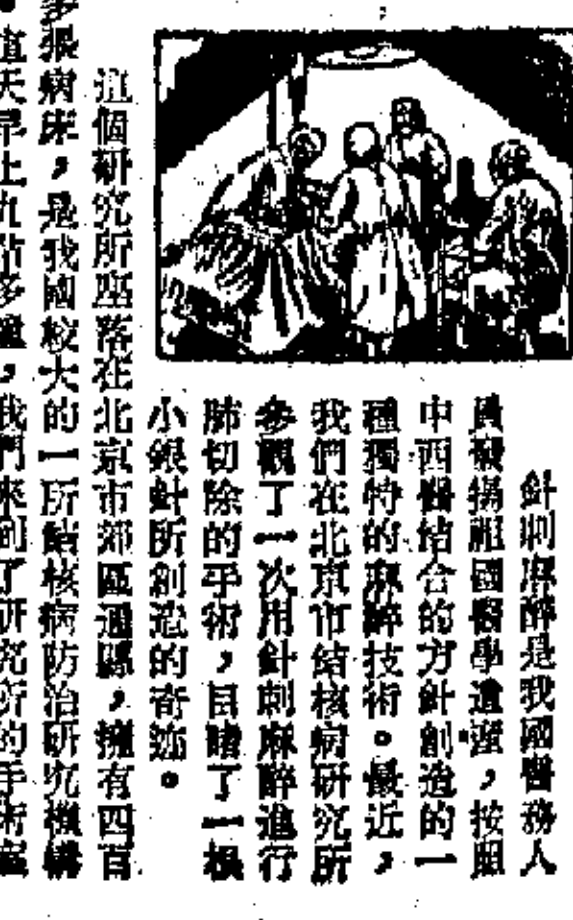 針刺麻醉是我國醫務人
員發揚祖國醫學遺產，按照
中西醫結合的方針創造的一
種獨特的麻醉技術。最近，
我們在北京市結核病研究所
參觀了一次用針刺麻醉進行
肺切除的手術，目睹了一根
小銀針所創造的奇迹。
這個研究所座落在北京市郊區通縣，擁有四百
多張病床，是我國較大的一所結核病防治研究機構
。這天早上九點多鐘，我們來到了研究所的手術室